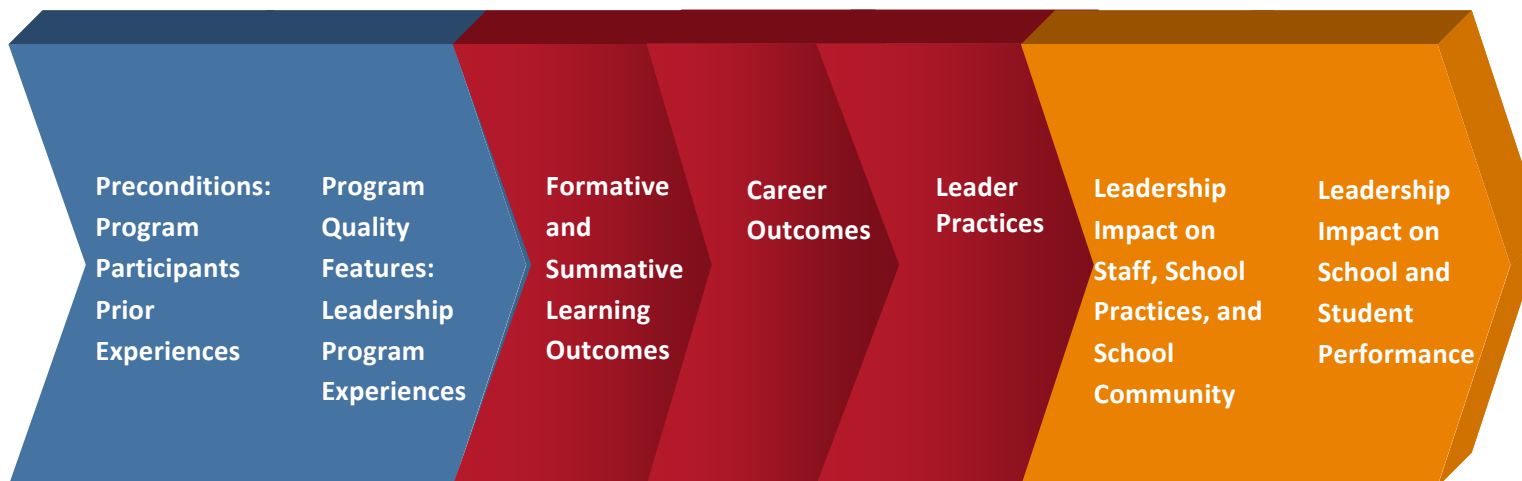 Preconditions:
Program
Participants
Prior
Experiences
Program
Quality
Features:
Leadership
Program
Experiences
Formative
and
Summative
Learning
Outcomes
Career
Outcomes
Leader
Practices
Leadership
Impact on
Staff, School
Practices, and
School
Community
Leadership
Impact on
School and
Student
Performance